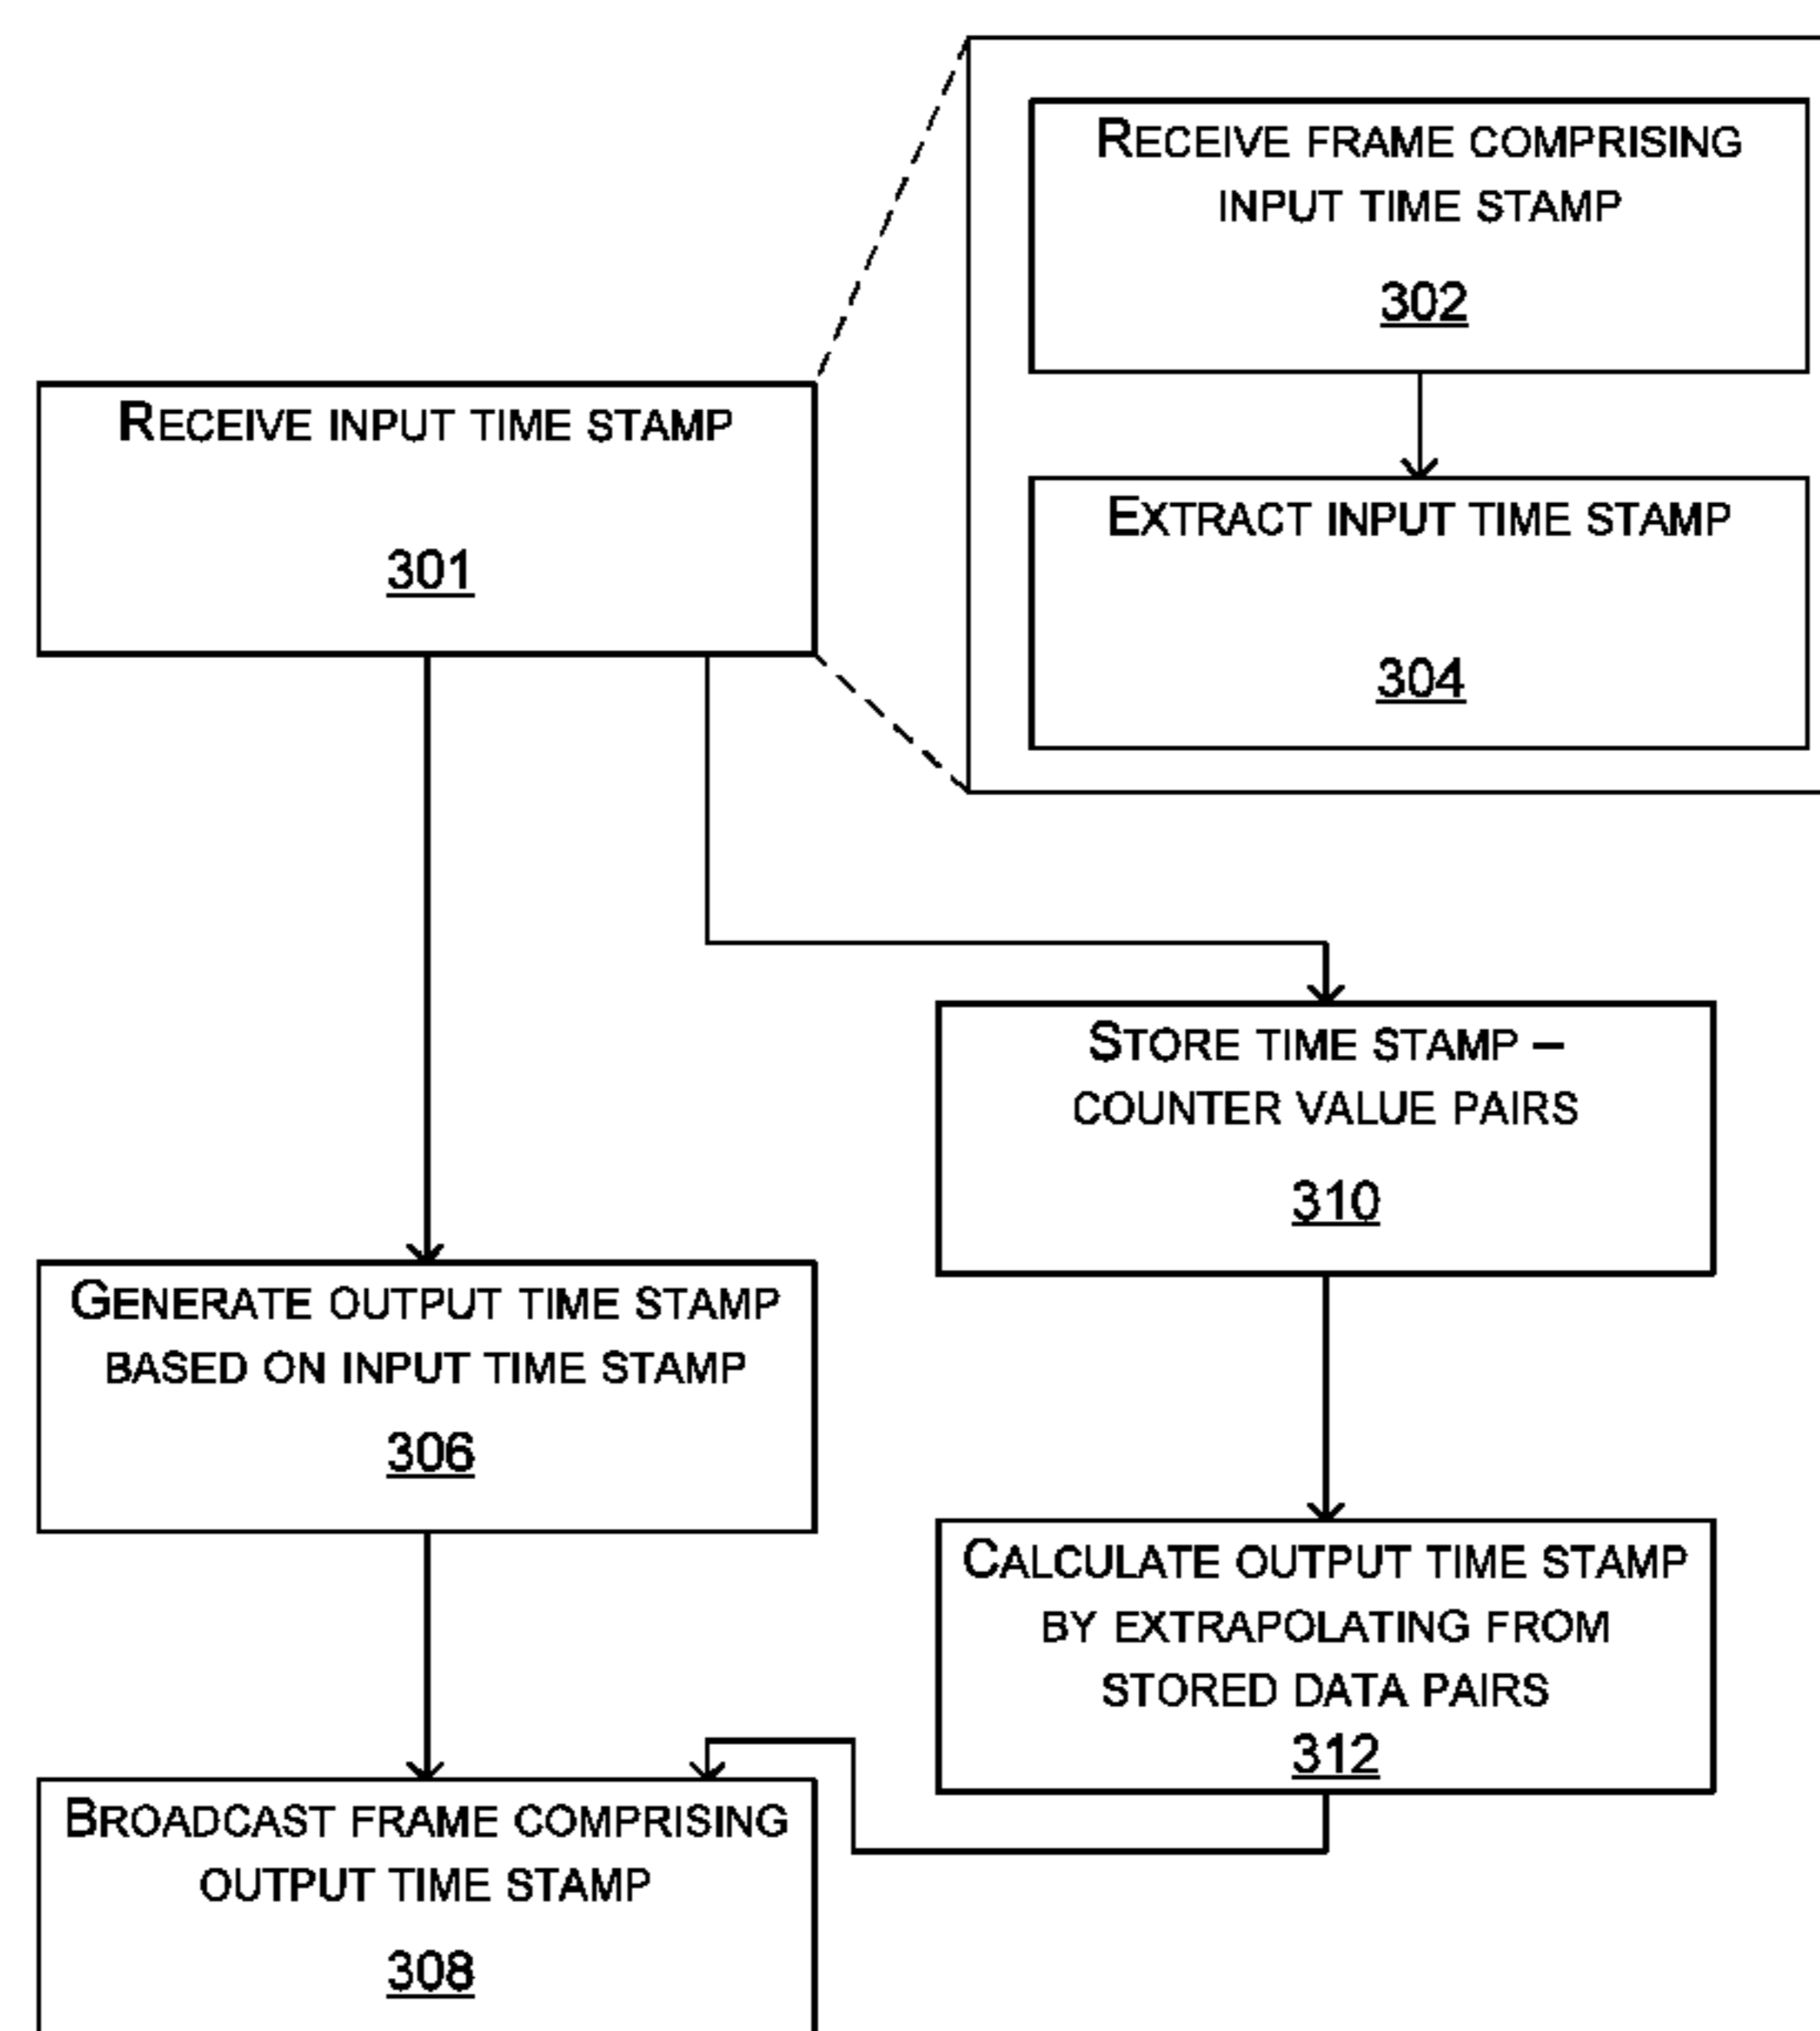 RECEIVE FRAME COMPRISING
INPUT TIME STAMP
302
RECEIVE INPUT TIME STAMP
301
EXTRACT INPUT TIME STAMP
304
STORE TIME STAMP –
COUNTER VALUE PAIRS
310
GENERATE OUTPUT TIME STAMP
BASED ON INPUT TIME STAMP
306
CALCULATE OUTPUT TIME STAMP
BY EXTRAPOLATING FROM
STORED DATA PAIRS
312
BROADCAST FRAME COMPRISING
OUTPUT TIME STAMP
308